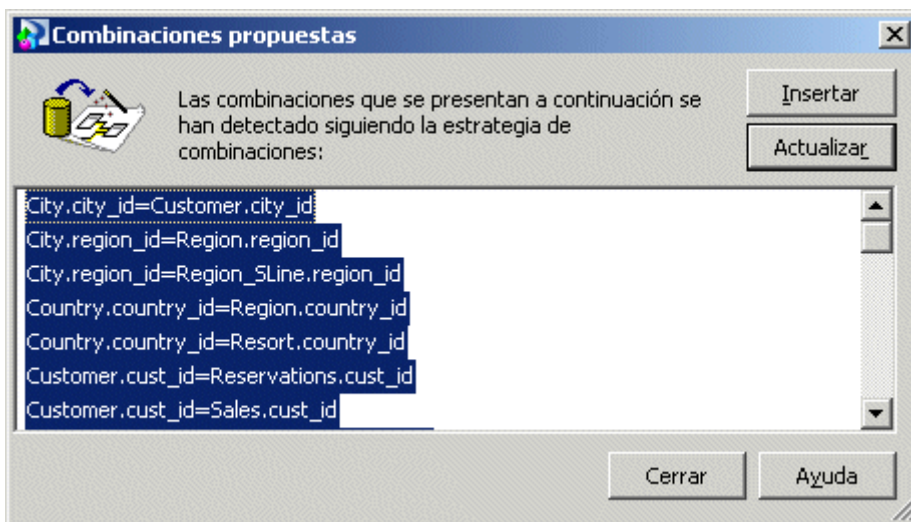 Combinaciones propuestas
Las combinaciones que se presentan a continuación se
han detectado siguiendo la estrategia de
combinaciones:
Insertar
Actualizar
City.city_id=Customer.city_id
City.region_id=Region.region_id
City.region_id=Region_SLine.region_id
Country.country_id=Region.country_id
Country.country_id=Resort.country_id
Customer.cust_id=Reservations.cust_id
Customer.cust_id=Sales.cust_id
Cerrar
Ayuda